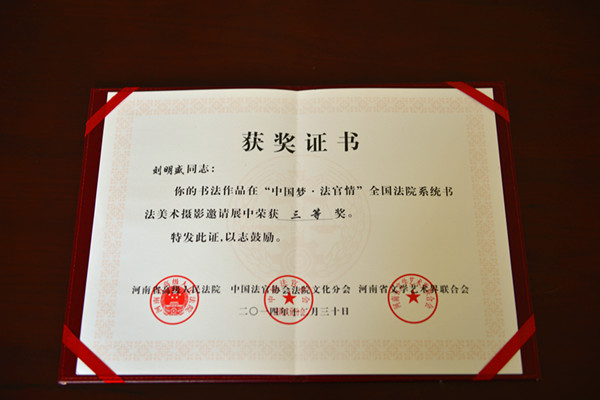 获奖证书
刘明威同志：
你的书法作品在“中国梦·法官情”全国法院系统书
法美术摄影邀请展中荣获 三等 奖。
特发此证，以志鼓励。
河南省高级人民法院 中国法官协会法院文化分会 河南省文学艺术界联合会
二〇一四年十二月三十日